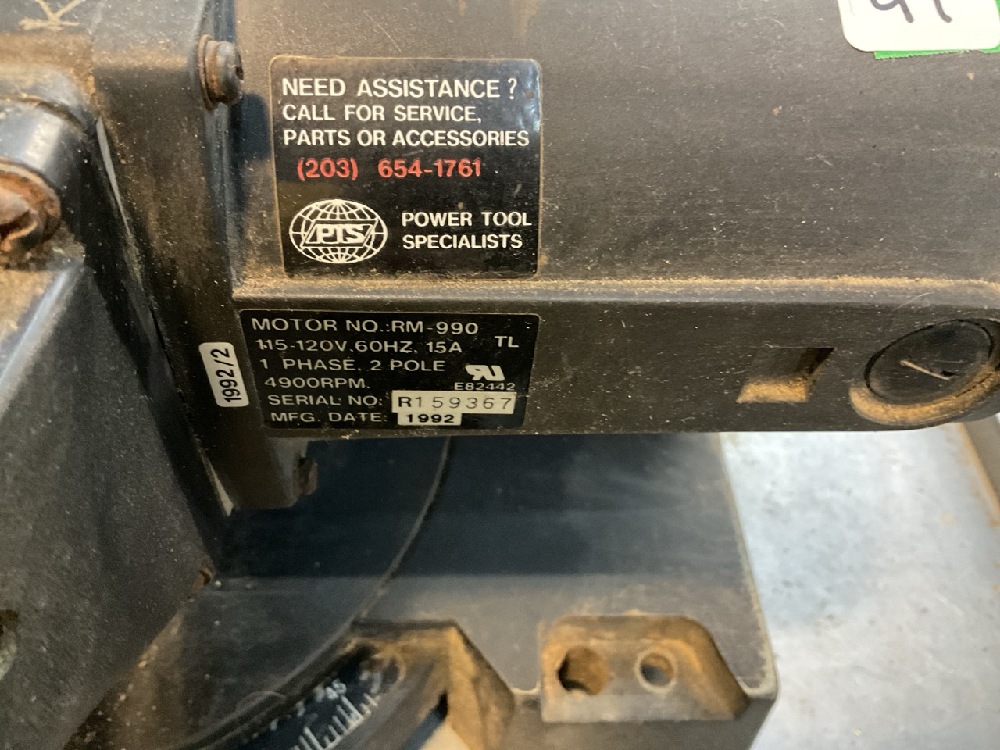 NEED ASSISTANCE ?
CALL FOR SERVICE,
PARTS OR ACCESSORIES
(203) 654-1761
PTS
POWER TOOL
SPECIALISTS
MOTOR NO.:RM-990
115-120V, 60HZ, 15A TL
1 PHASE, 2 POLE
4900RPM. E82442
SERIAL NO: R159367
MFG. DATE: 1992
1992/2
45